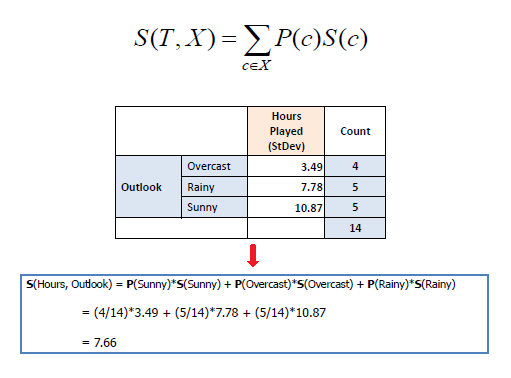 S(T, X) = ∑ P(c)S(c)
c∈X
Hours Played (StDev) Count
Outlook Overcast 3.49 4
Rainy 7.78 5
Sunny 10.87 5
14
S(Hours, Outlook) = P(Sunny)*S(Sunny) + P(Overcast)*S(Overcast) + P(Rainy)*S(Rainy)
= (4/14)*3.49 + (5/14)*7.78 + (5/14)*10.87
= 7.66